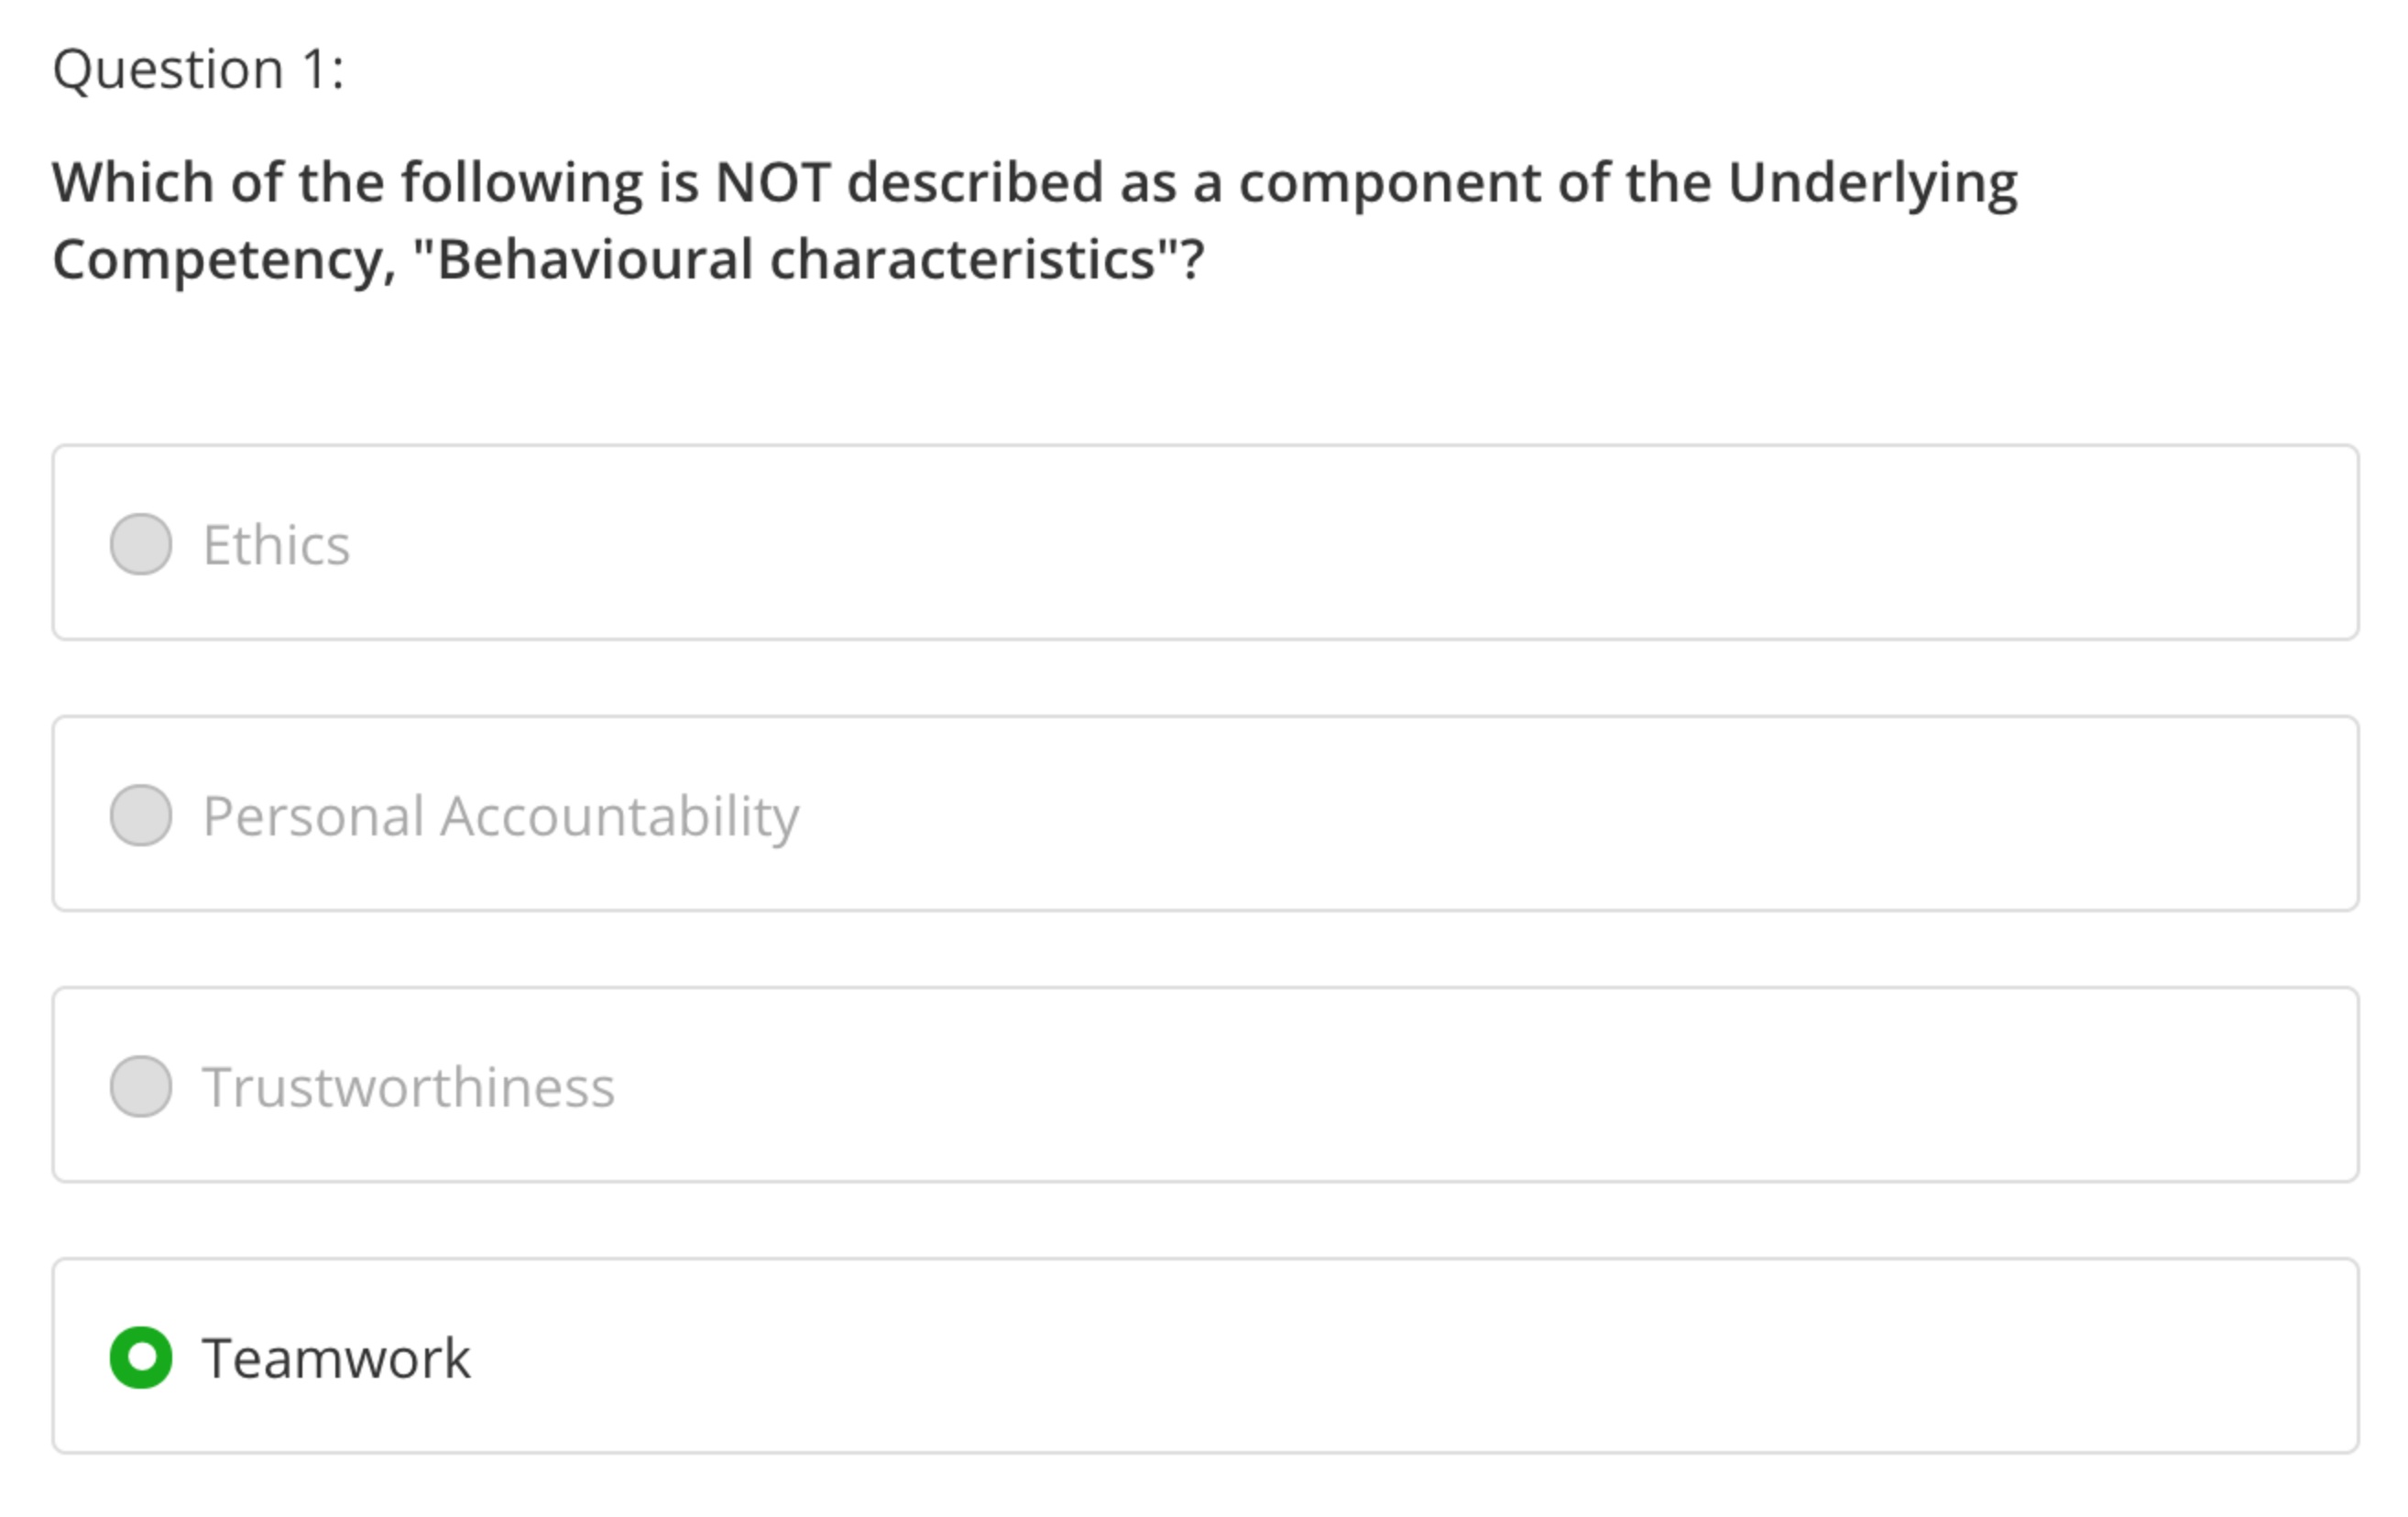 Question 1:
Which of the following is NOT described as a component of the Underlying
Competency, "Behavioural characteristics"?
Ethics
Personal Accountability
Trustworthiness
Teamwork